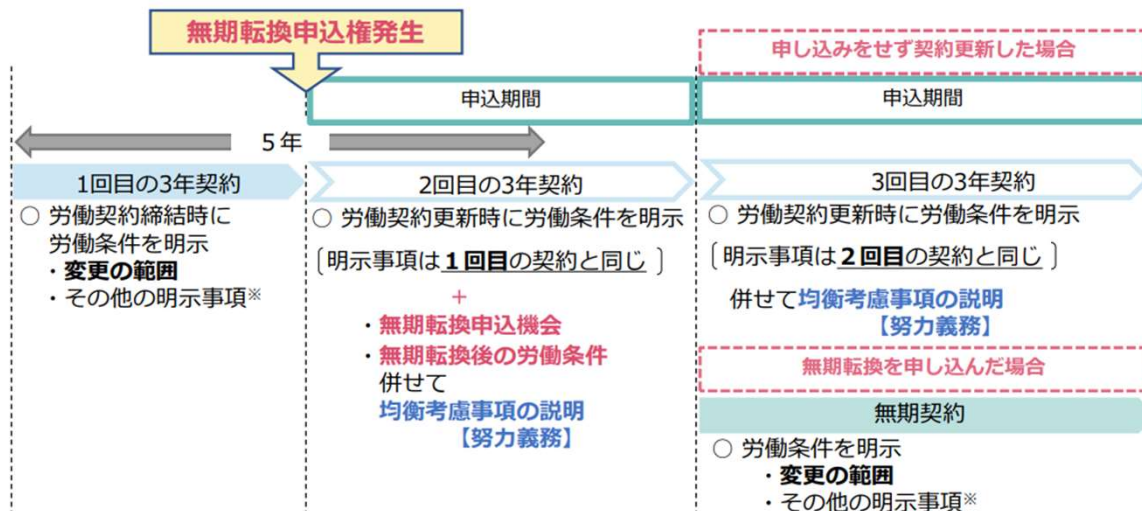 無期転換申込権発生
申し込みをせず契約更新した場合
申込期間
申込期間
5年
1回目の3年契約
○ 労働契約締結時に
労働条件を明示
・変更の範囲
・その他の明示事項※
2回目の3年契約
○ 労働契約更新時に労働条件を明示
〔明示事項は1回目の契約と同じ〕
+
・無期転換申込機会
・無期転換後の労働条件
併せて
均衡考慮事項の説明
【努力義務】
3回目の3年契約
○ 労働契約更新時に労働条件を明示
〔明示事項は2回目の契約と同じ〕
併せて均衡考慮事項の説明
【努力義務】
無期転換を申し込んだ場合
無期契約
○ 労働条件を明示
・変更の範囲
・その他の明示事項※